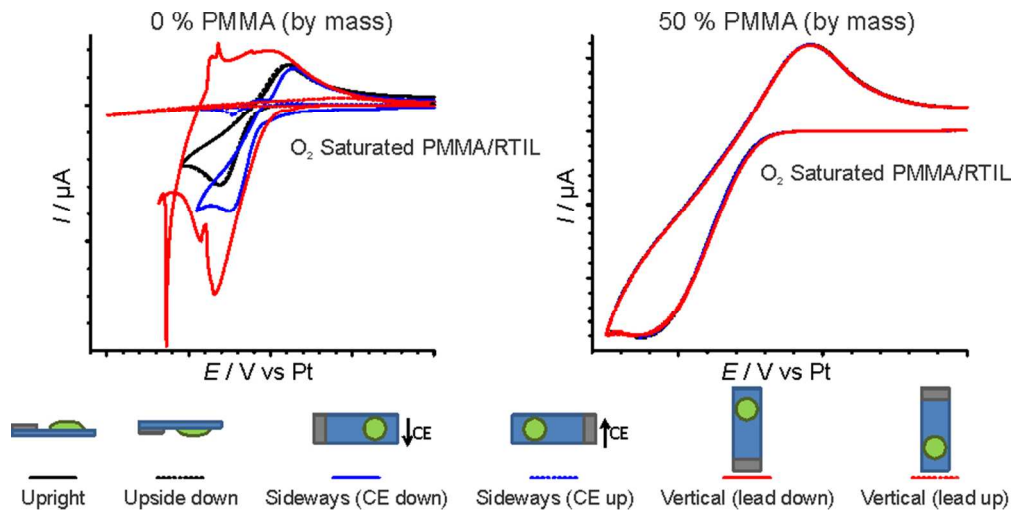 0 % PMMA (by mass)
50 % PMMA (by mass)
O₂ Saturated PMMA/RTIL
O₂ Saturated PMMA/RTIL
I / µA
I / µA
E / V vs Pt
E / V vs Pt
CE
CE
Upright
Upside down
Sideways (CE down)
Sideways (CE up)
Vertical (lead down)
Vertical (lead up)